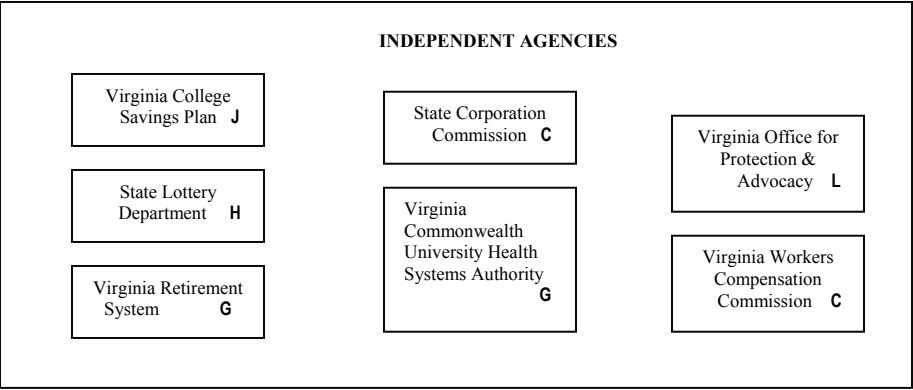 INDEPENDENT AGENCIES
Virginia College
Savings Plan J
State Lottery
Department H
Virginia Retirement
System G
State Corporation
Commission C
Virginia
Commonwealth
University Health
Systems Authority
G
Virginia Office for
Protection &
Advocacy L
Virginia Workers
Compensation
Commission C